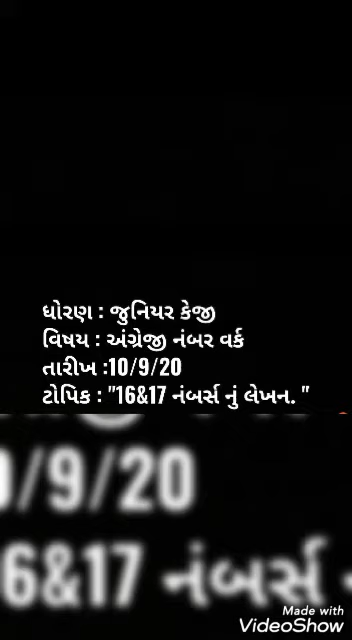 ધોરણ : જુનિયર કેજી
વિષય : અંગ્રેજી નંબર વર્ક
તારીખ :10/9/20
ટોપિક : "16&17 નંબર્સ નું લેખન. "
/9/20
6&17 નંબર્સ
Made with
VideoShow